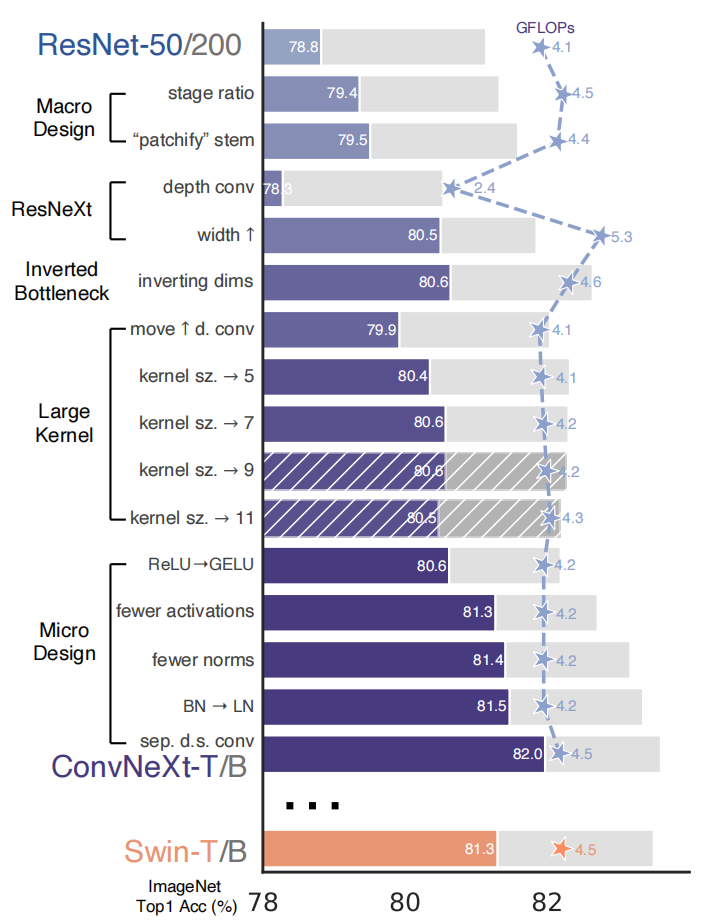 GFLOPs
ResNet-50/200 78.8 4.1
Macro Design
stage ratio 79.4 4.5
“patchify” stem 79.5 4.4
ResNeXt
depth conv 78.3 2.4
width ↑ 80.5 5.3
Inverted Bottleneck
inverting dims 80.6 4.6
Large Kernel
move ↑ d. conv 79.9 4.1
kernel sz. → 5 80.4 4.1
kernel sz. → 7 80.6 4.2
kernel sz. → 9 80.6 4.2
kernel sz. → 11 80.5 4.3
Micro Design
ReLU→GELU 80.6 4.2
fewer activations 81.3 4.2
fewer norms 81.4 4.2
BN → LN 81.5 4.2
sep. d.s. conv
ConvNeXt-T/B 82.0 4.5
...
Swin-T/B 81.3 4.5
ImageNet
Top1 Acc (%) 78 80 82